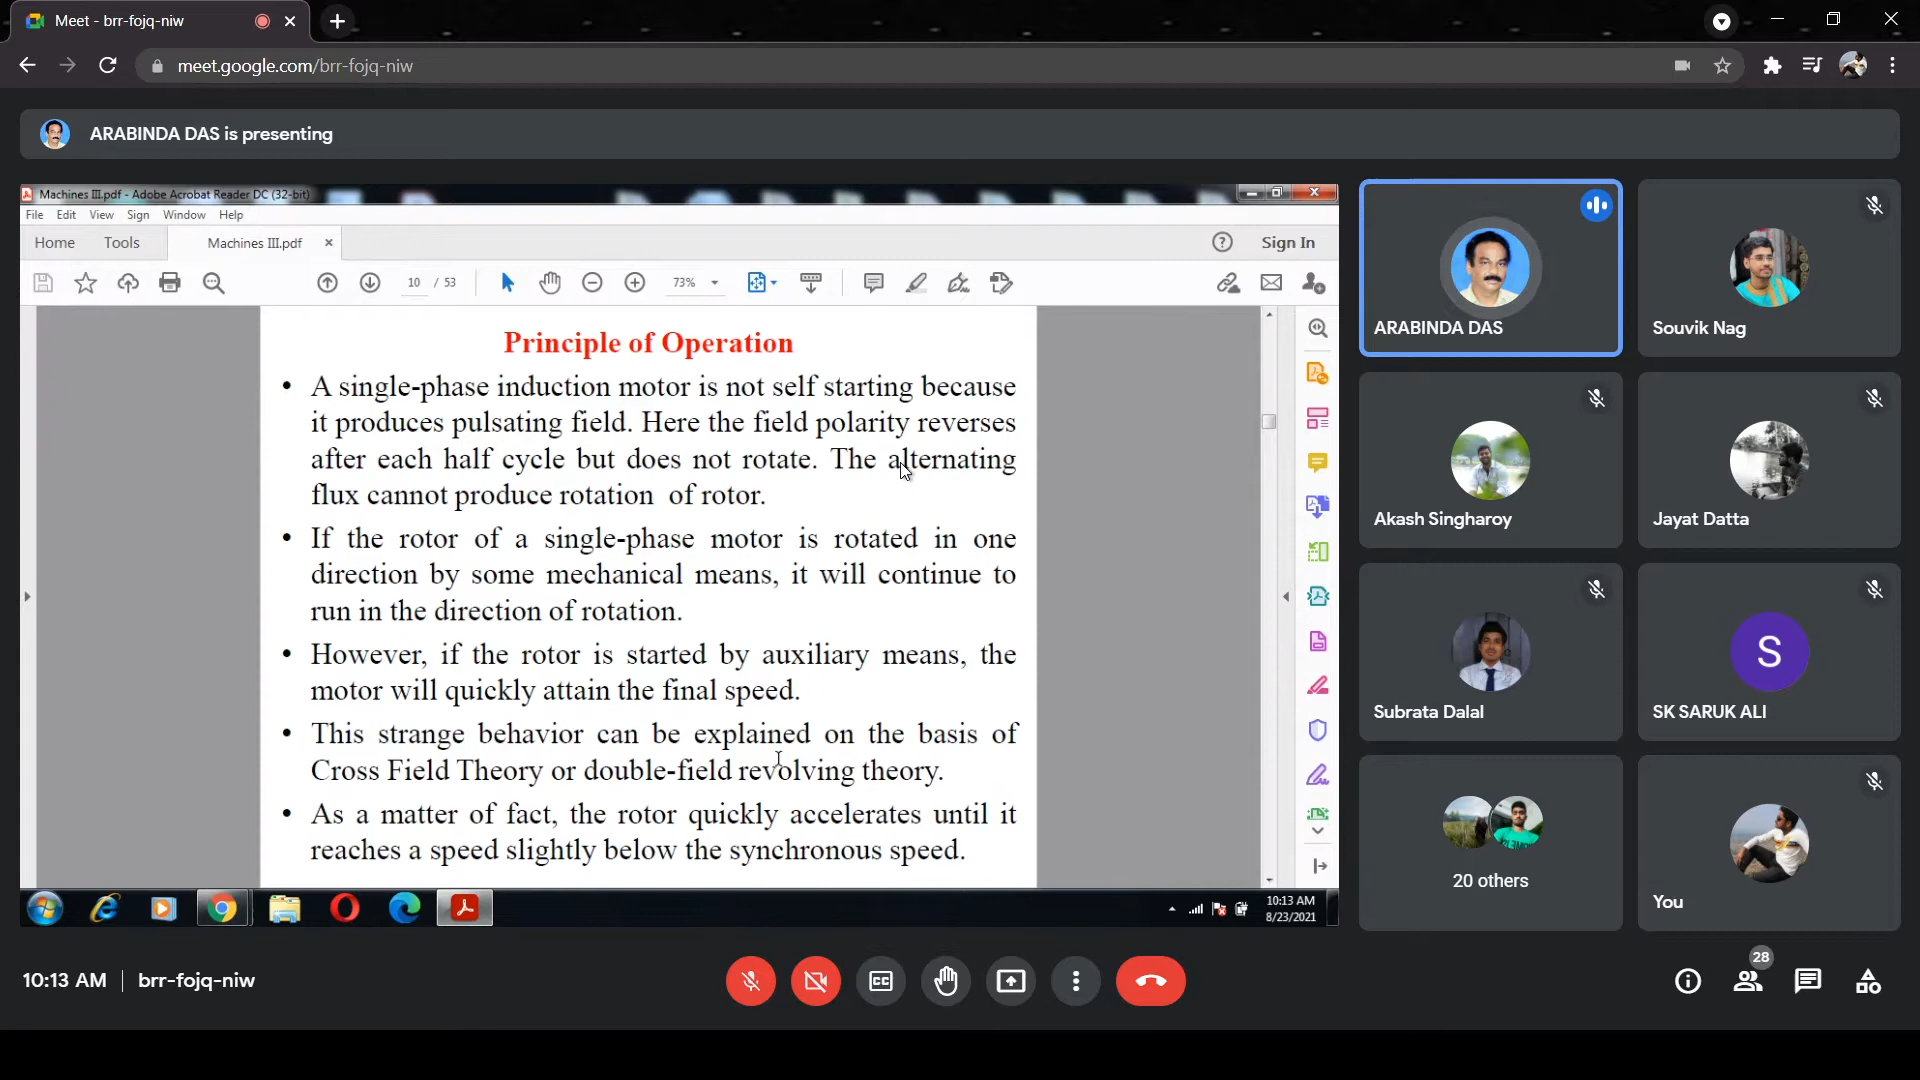 Meet - brr-fojq-niw
meet.google.com/brr-fojq-niw
ARABINDA DAS is presenting
Machines III.pdf - Adobe Acrobat Reader DC (32-bit)
File Edit View Sign Window Help
Home Tools Machines III.pdf Sign In
10 / 53 73%
Principle of Operation
• A single-phase induction motor is not self starting because
it produces pulsating field. Here the field polarity reverses
after each half cycle but does not rotate. The alternating
flux cannot produce rotation of rotor.
• If the rotor of a single-phase motor is rotated in one
direction by some mechanical means, it will continue to
run in the direction of rotation.
• However, if the rotor is started by auxiliary means, the
motor will quickly attain the final speed.
• This strange behavior can be explained on the basis of
Cross Field Theory or double-field revolving theory.
• As a matter of fact, the rotor quickly accelerates until it
reaches a speed slightly below the synchronous speed.
10:13 AM
8/23/2021
ARABINDA DAS
Souvik Nag
Akash Singharoy
Jayat Datta
Subrata Dalal
S
SK SARUK ALI
20 others
You
10:13 AM | brr-fojq-niw
CC
28